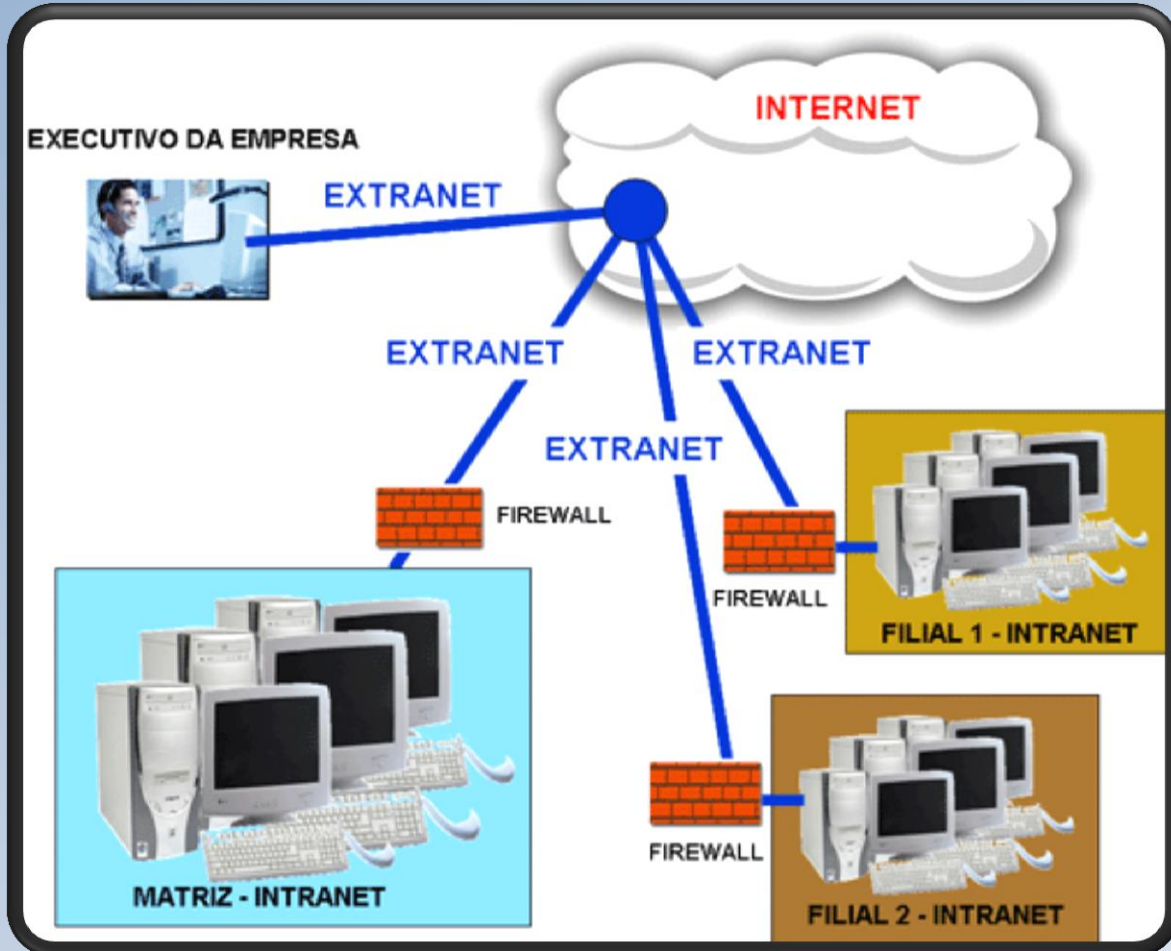 INTERNET
EXECUTIVO DA EMPRESA
EXTRANET
EXTRANET
EXTRANET
EXTRANET
FIREWALL
FIREWALL
FILIAL 1 - INTRANET
FIREWALL
MATRIZ - INTRANET
FILIAL 2 - INTRANET